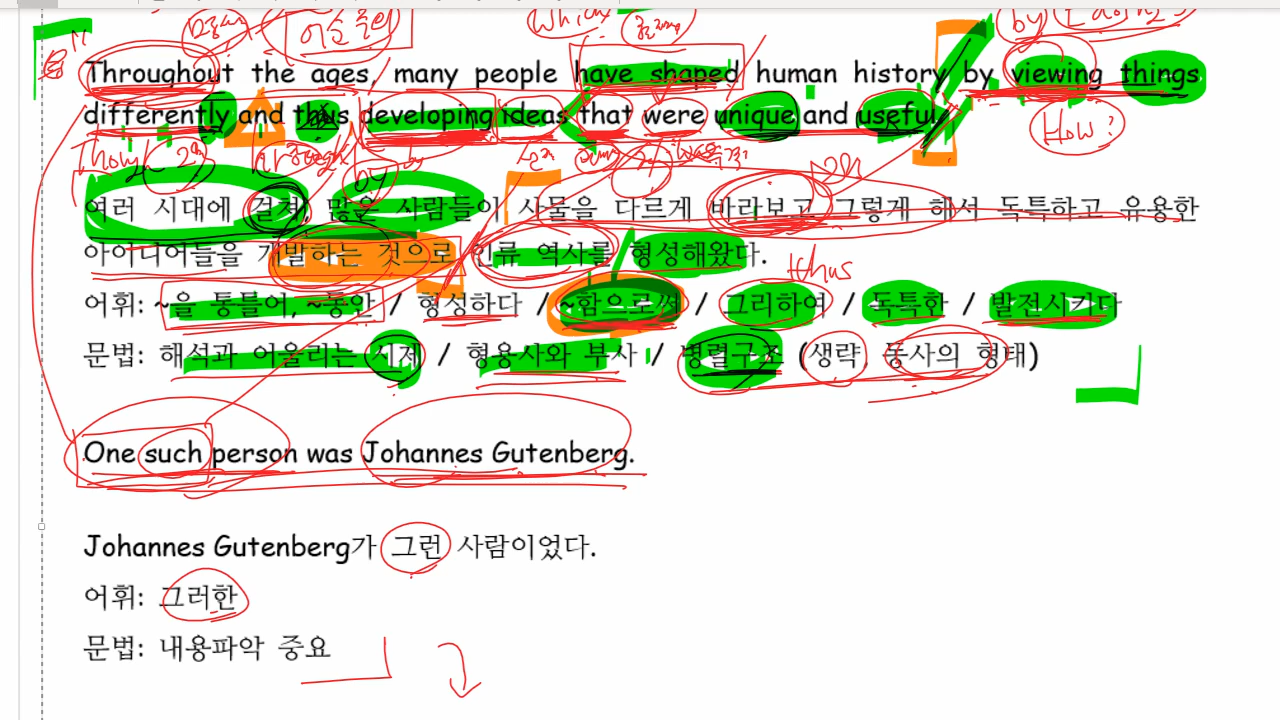 which
by
Throughout the ages, many people have shaped human history by viewing things
differently and thus developing ideas that were unique and useful.
How?
by
by
여러 시대에 걸쳐, 많은 사람들이 사물을 다르게 바라보고 그렇게 해서 독특하고 유용한
아이디어들을 개발하는 것으로 인류 역사를 형성해왔다.
thus
어휘: ~을 통틀어, ~동안 / 형성하다 / ~함으로써 / 그리하여 / 독특한 / 발전시키다
문법: 해석과 어울리는 시제 / 형용사와 부사 / 병렬구조 (생략, 동사의 형태)
One such person was Johannes Gutenberg.
Johannes Gutenberg가 그런 사람이었다.
어휘: 그러한
문법: 내용파악 중요